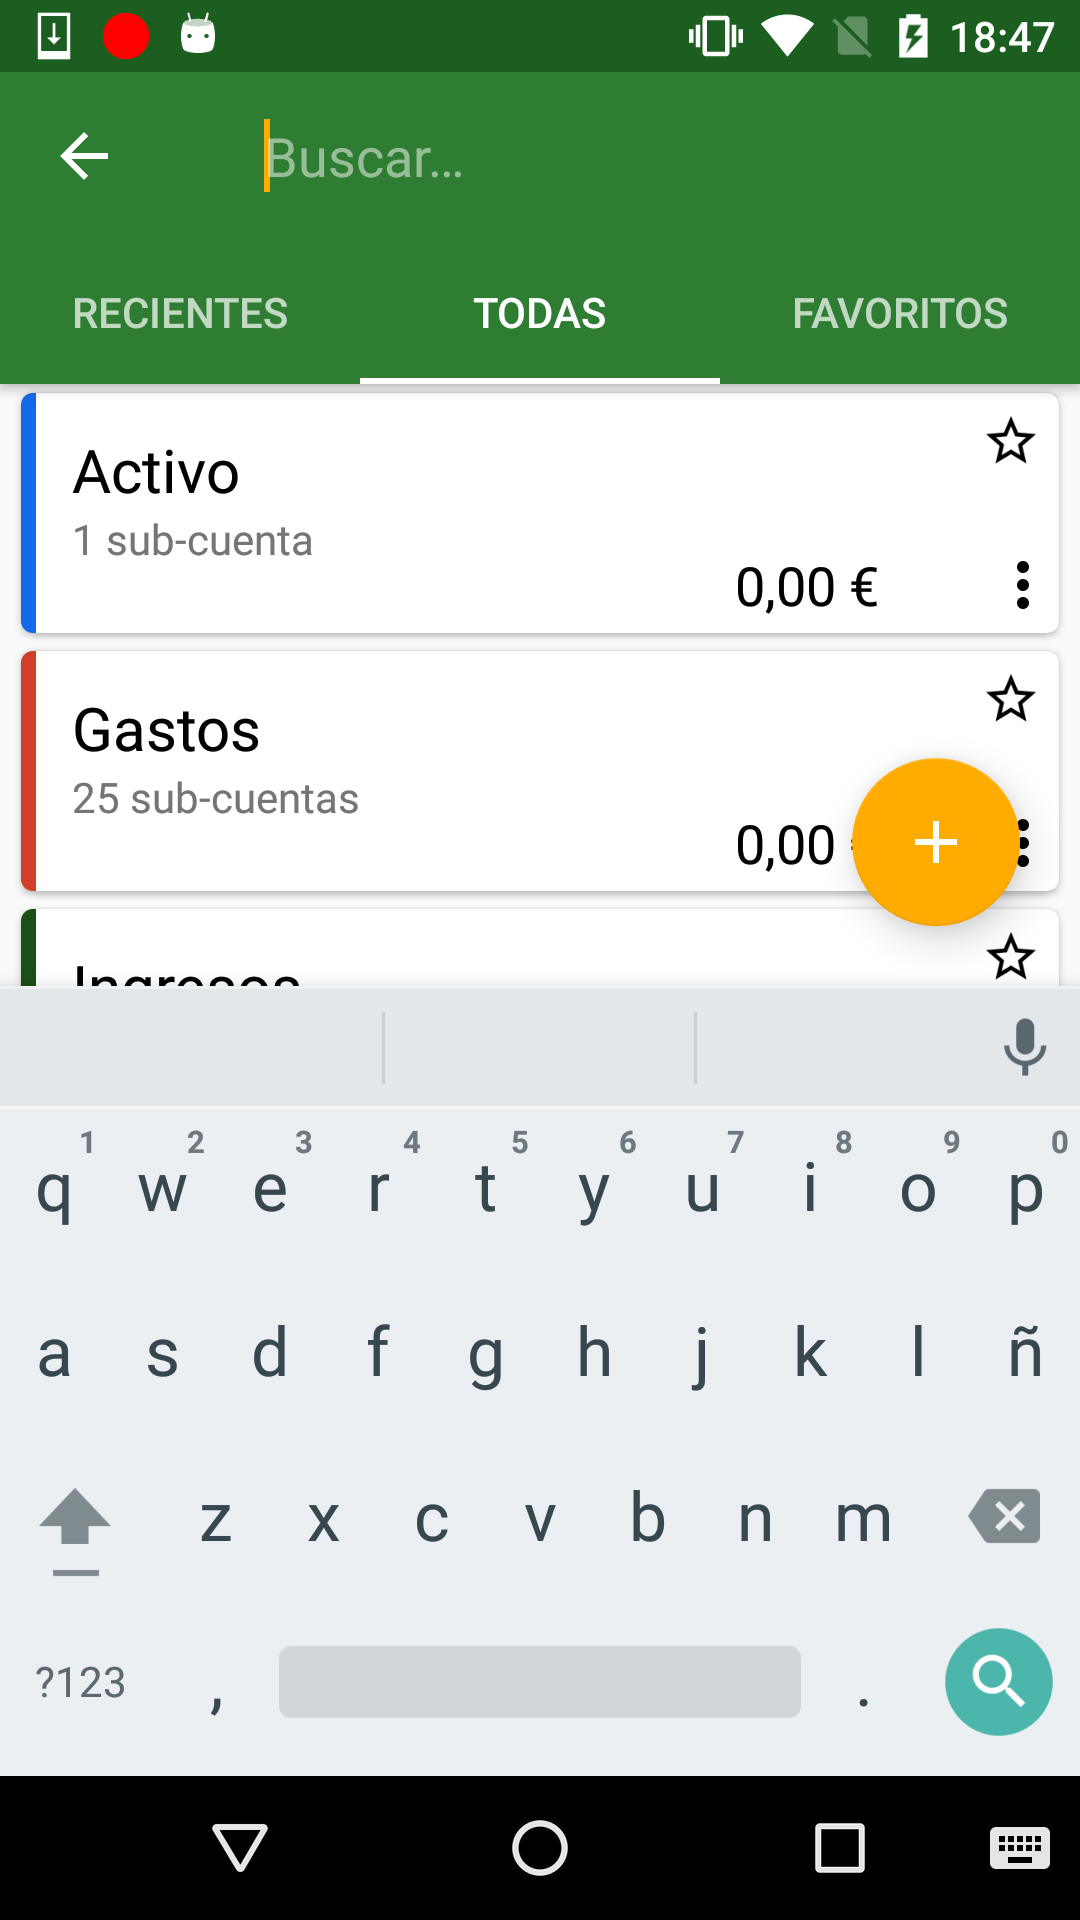 18:47
Buscar...
RECIENTES TODAS FAVORITOS
Activo
1 sub-cuenta
0,00 €
Gastos
25 sub-cuentas
0,00
Ingresos
1 2 3 4 5 6 7 8 9 0
q w e r t y u i o p
a s d f g h j k l ñ
z x c v b n m
?123 , .